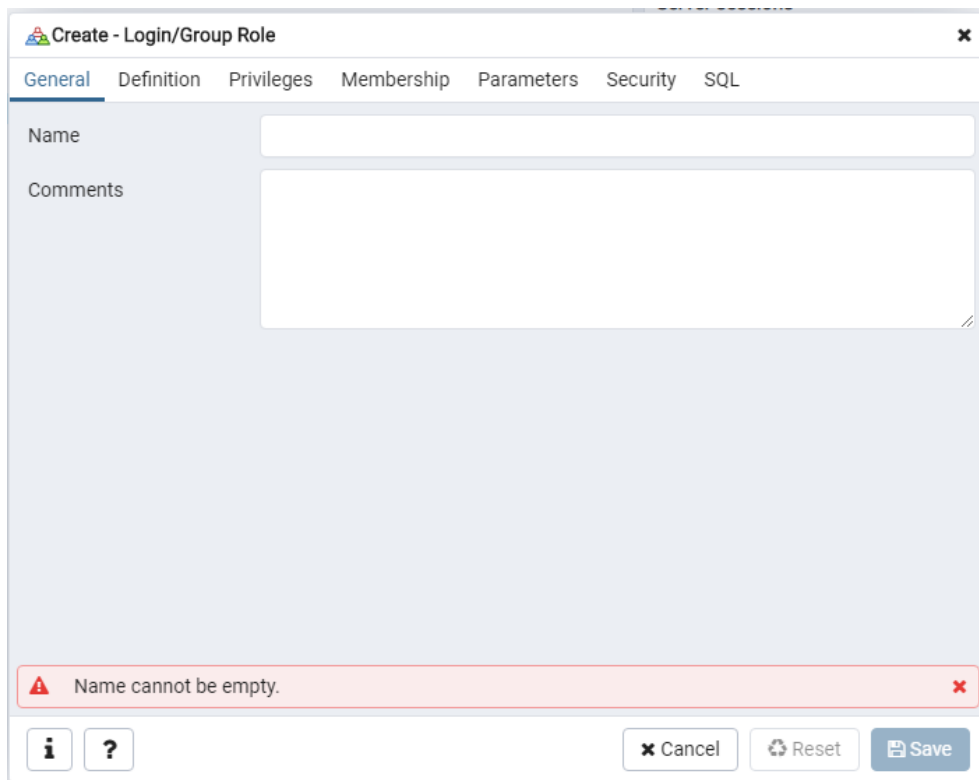 Create - Login/Group Role
General Definition Privileges Membership Parameters Security SQL
Name
Comments
Name cannot be empty.
i ? Cancel Reset Save